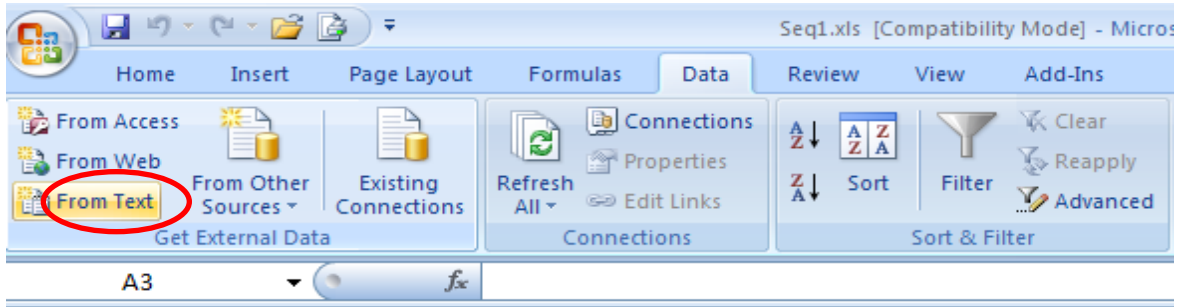 Seq1.xls [Compatibility Mode] - Micros
Home Insert Page Layout Formulas Data Review View Add-Ins
From Access
From Web
From Text
From Other
Sources
Existing
Connections
Get External Data
Refresh
All
Connections
Properties
Edit Links
Connections
A
Z
Z
A
A Z
Z A
Sort
Filter
Clear
Reapply
Advanced
Sort & Filter
A3
fx